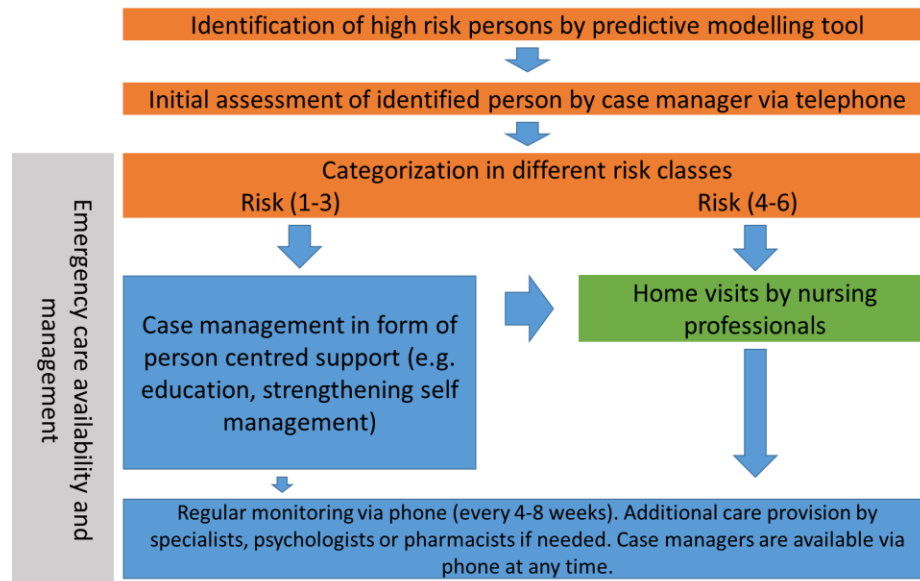 Identification of high risk persons by predictive modelling tool
Initial assessment of identified person by case manager via telephone
Categorization in different risk classes
Risk (1-3)
Risk (4-6)
Emergency care availability and
management
Case management in form of
person centred support (e.g.
education, strengthening self
management)
Home visits by nursing
professionals
Regular monitoring via phone (every 4-8 weeks). Additional care provision by
specialists, psychologists or pharmacists if needed. Case managers are available via
phone at any time.